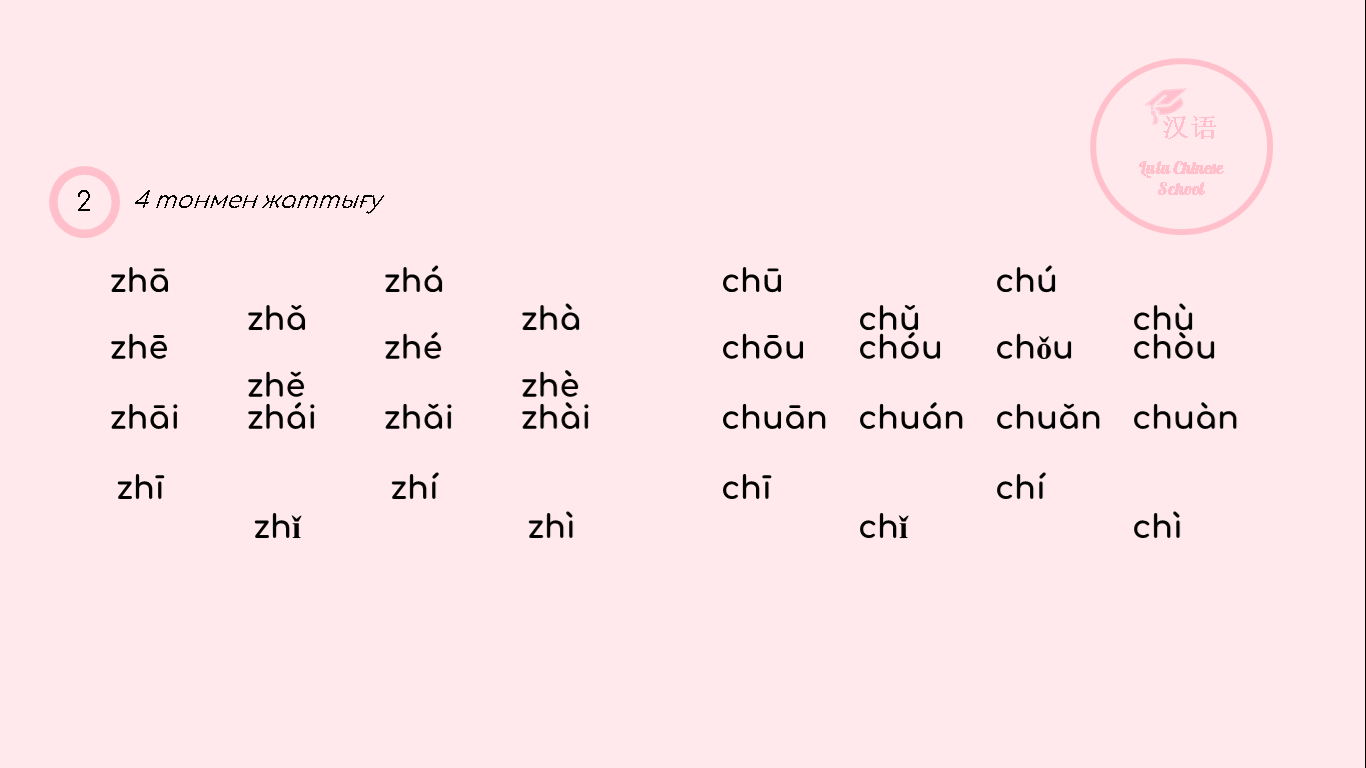 汉语
Lulu Chinese
School
2
4 тонмен жаттығу
zhā zhá chū chú
zhǎ zhà chǔ chù
zhē zhé chōu chóu chǒu chòu
zhě zhè
zhāi zhái zhǎi zhài chuān chuán chuǎn chuàn
zhī zhí chī chí
zhǐ zhì chǐ chì